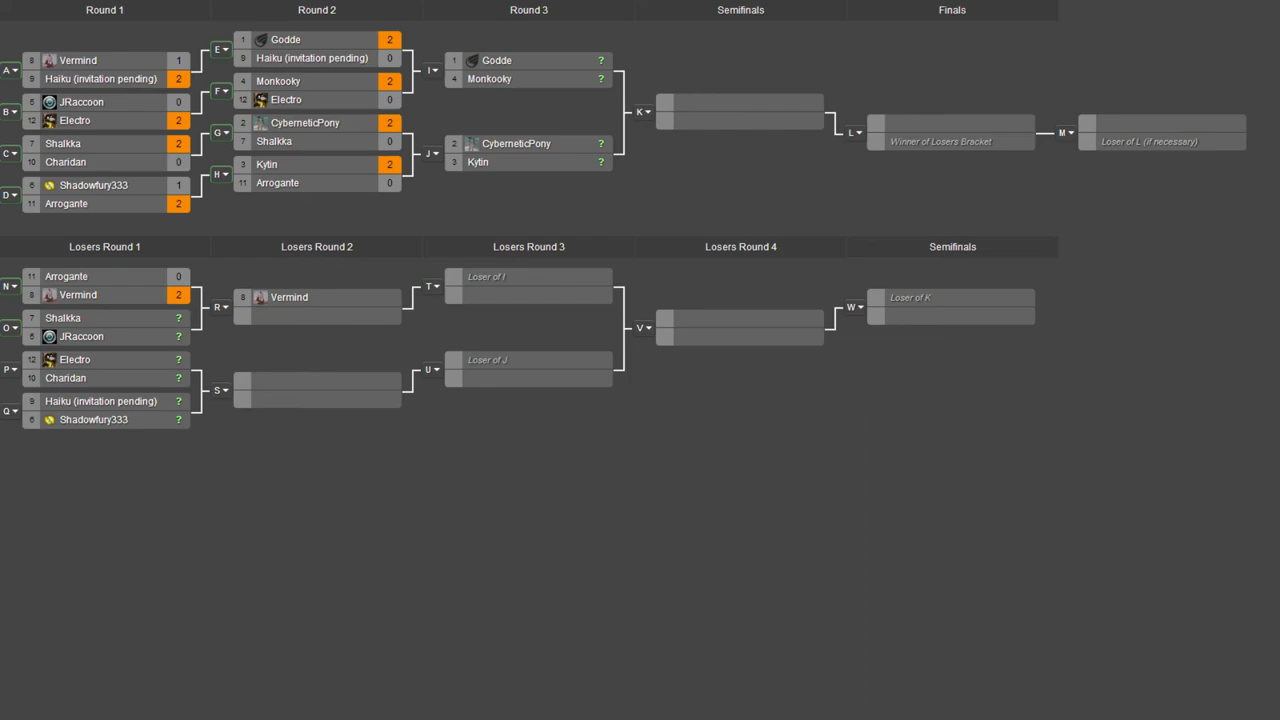 Round 1
Round 2
Round 3
Semifinals
Finals
A
8 Vermind 1
9 Haiku (invitation pending) 2
B
5 JRaccoon 0
12 Electro 2
C
7 Shalkka 2
10 Charidan 0
D
6 Shadowfury333 1
11 Arrogante 2
E
1 Godde 2
9 Haiku (invitation pending) 0
F
4 Monkooky 2
12 Electro 0
G
2 CyberneticPony 2
7 Shalkka 0
H
3 Kytin 2
11 Arrogante 0
I
1 Godde ?
4 Monkooky ?
J
2 CyberneticPony ?
3 Kytin ?
K
L
Winner of Losers Bracket
M
Loser of L (if necessary)
Losers Round 1
Losers Round 2
Losers Round 3
Losers Round 4
Semifinals
N
11 Arrogante 0
8 Vermind 2
O
7 Shalkka ?
5 JRaccoon ?
P
12 Electro ?
10 Charidan ?
Q
9 Haiku (invitation pending) ?
6 Shadowfury333 ?
R
8 Vermind
S
T
Loser of I
U
Loser of J
V
W
Loser of K